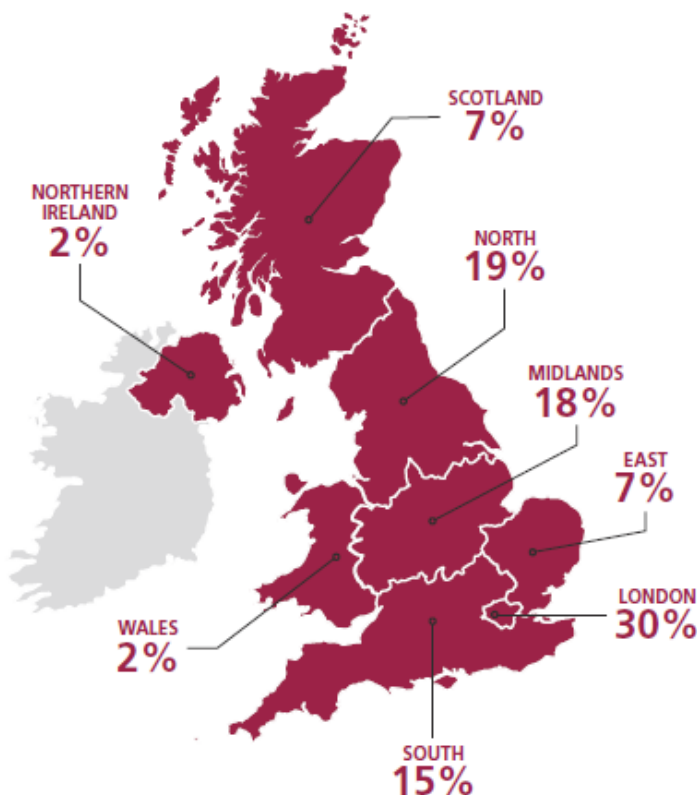 SCOTLAND
7%
NORTHERN
IRELAND
2%
NORTH
19%
MIDLANDS
18%
EAST
7%
LONDON
30%
WALES
2%
SOUTH
15%